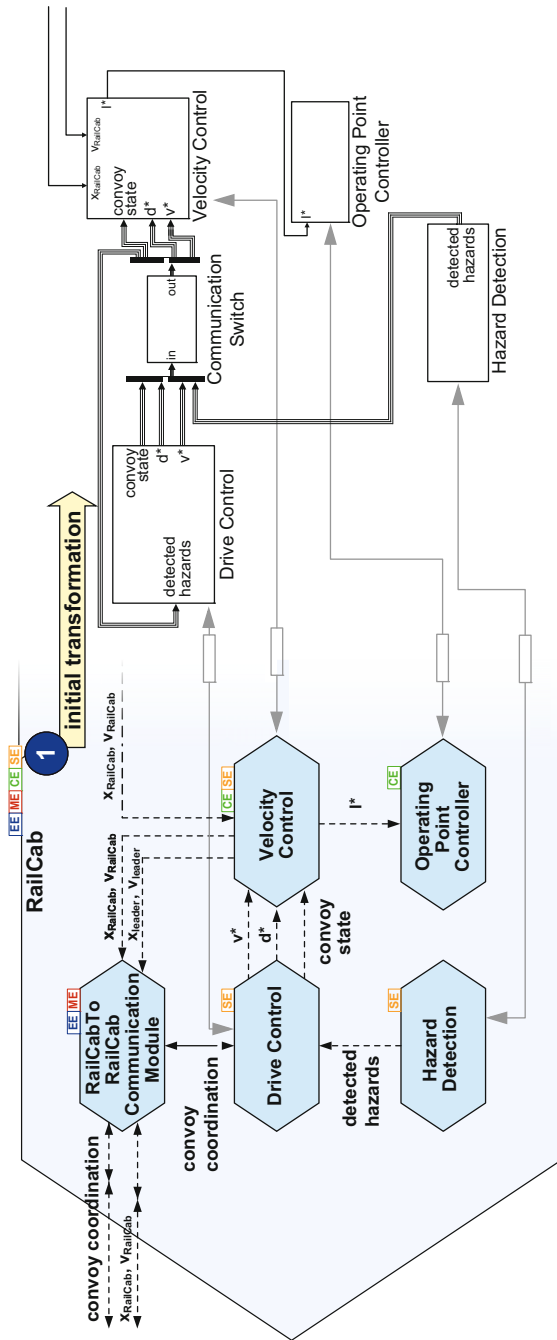 RailCab
EE ME CE SE
1
initial transformation
convoy coordination
xRailCab, vRailCab
EE ME
RailCabTo
RailCab
Communication
Module
xRailCab, vRailCab
xleader, vleader
xRailCab, vRailCab
convoy
coordination
SE
Drive Control
v*
d*
convoy
state
CE SE
Velocity
Control
detected
hazards
SE
Hazard
Detection
l*
CE
Operating
Point
Controller
detected
hazards
convoy
state
d*
v*
Drive Control
in
out
Communication
Switch
xRailCab
vRailCab
convoy
state
d*
v*
l*
Velocity Control
l*
Operating Point
Controller
detected
hazards
Hazard Detection